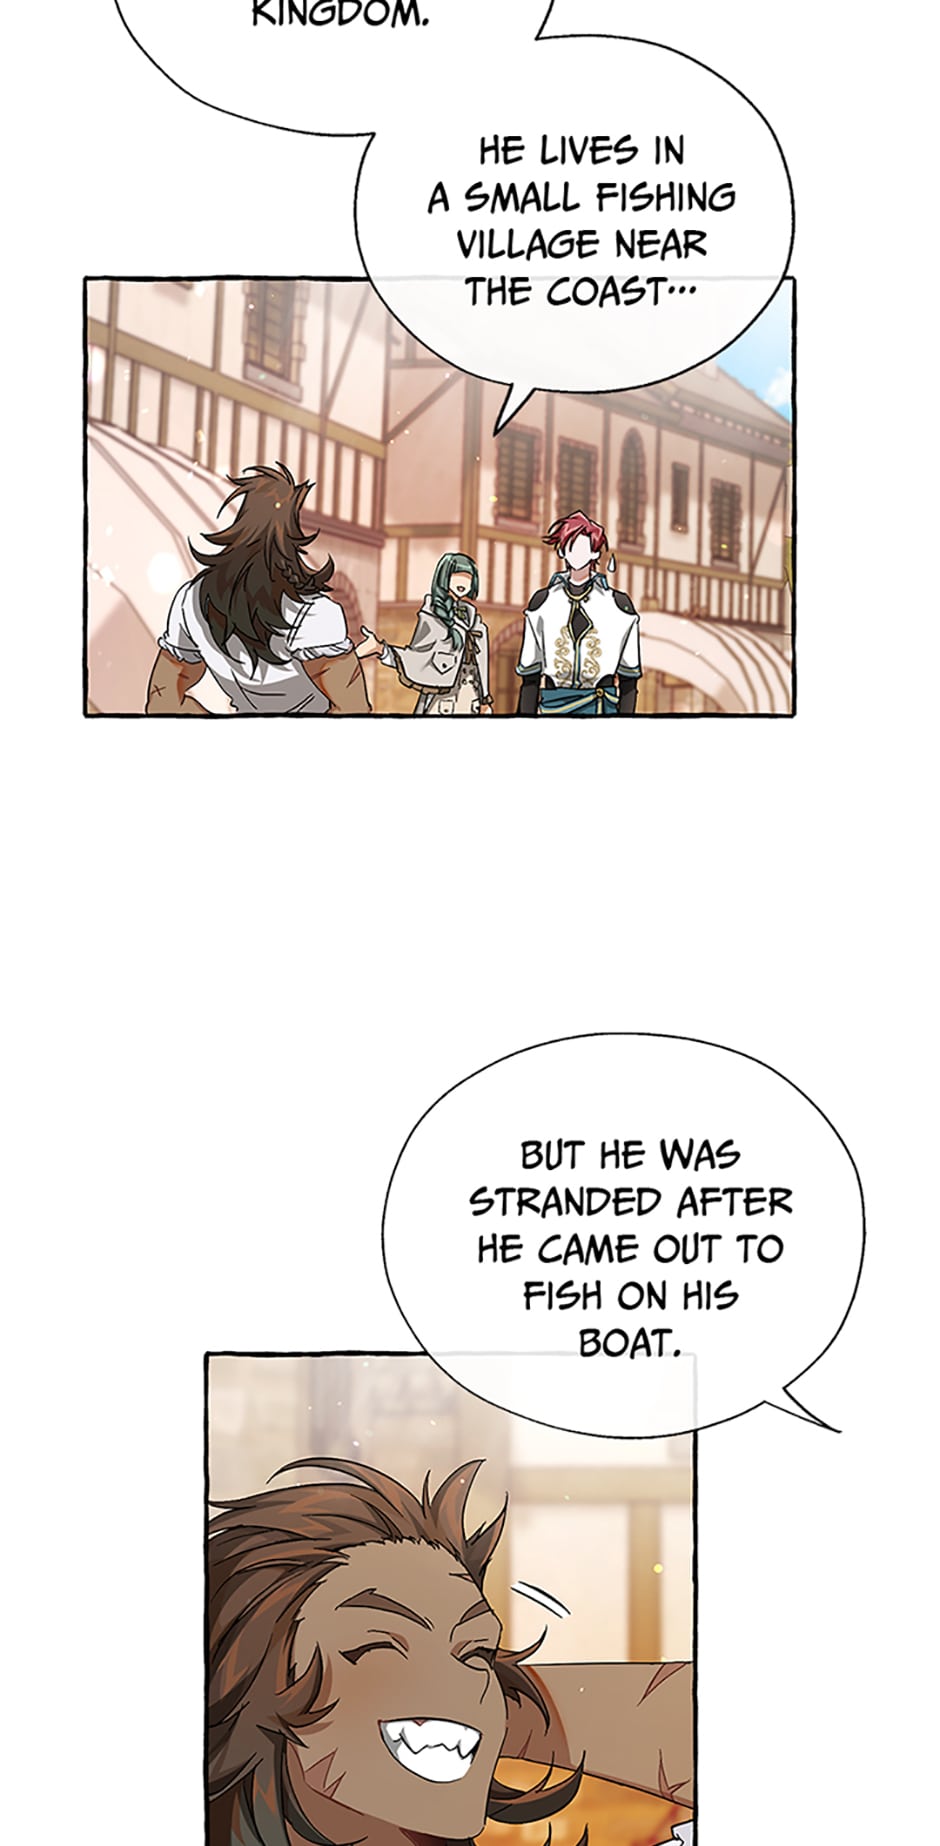 KINGDOM.
HE LIVES IN
A SMALL FISHING
VILLAGE NEAR
THE COAST...
BUT HE WAS
STRANDED AFTER
HE CAME OUT TO
FISH ON HIS
BOAT.